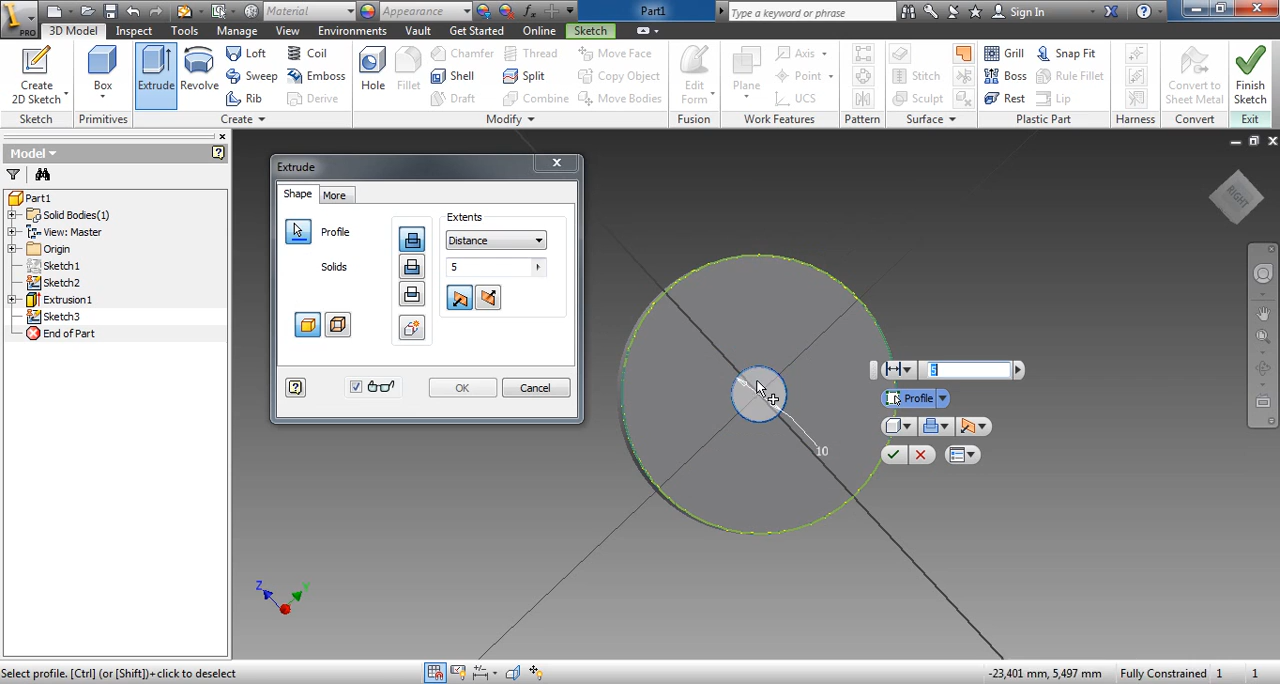 Material
Appearance
Part1
Type a keyword or phrase
Sign In
PRO
3D Model Inspect Tools Manage View Environments Vault Get Started Online Sketch
Create
2D Sketch
Box
Extrude
Revolve
Loft
Sweep
Rib
Coil
Emboss
Derive
Hole
Fillet
Chamfer
Shell
Draft
Thread
Split
Combine
Move Face
Copy Object
Move Bodies
Edit
Form
Plane
Axis
Point
UCS
Stitch
Sculpt
Grill
Boss
Rest
Snap Fit
Rule Fillet
Lip
Convert to
Sheet Metal
Finish
Sketch
Sketch Primitives Create Modify Fusion Work Features Pattern Surface Plastic Part Harness Convert Exit
Model
Part1
Solid Bodies(1)
View: Master
Origin
Sketch1
Sketch2
Extrusion1
Sketch3
End of Part
Extrude
Shape More
Profile
Solids
Extents
Distance
5
OK
Cancel
RIGHT
5
Profile
10
Z
Y
Select profile. [Ctrl] (or [Shift])+click to deselect
-23,401 mm, 5,497 mm Fully Constrained 1 1